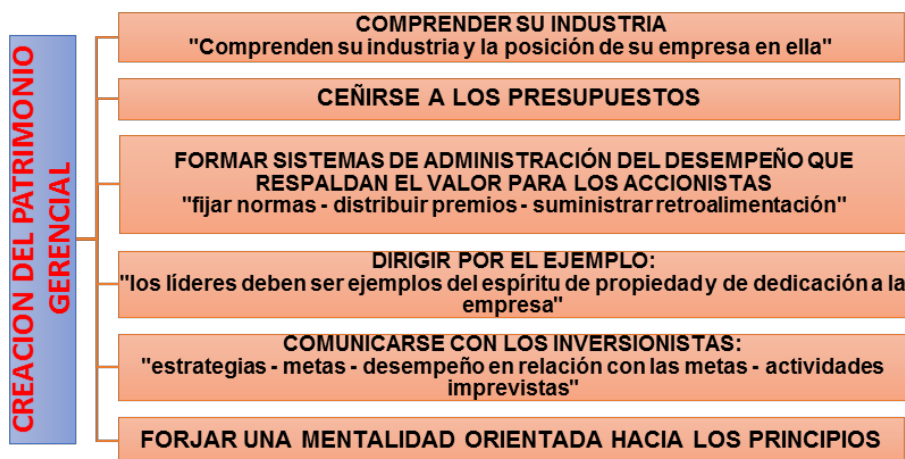 CREACION DEL PATRIMONIO
GERENCIAL
COMPRENDER SU INDUSTRIA
"Comprenden su industria y la posición de su empresa en ella"
CEÑIRSE A LOS PRESUPUESTOS
FORMAR SISTEMAS DE ADMINISTRACIÓN DEL DESEMPEÑO QUE
RESPALDAN EL VALOR PARA LOS ACCIONISTAS
"fijar normas - distribuir premios - suministrar retroalimentación"
DIRIGIR POR EL EJEMPLO:
"los líderes deben ser ejemplos del espíritu de propiedad y de dedicación a la
empresa"
COMUNICARSE CON LOS INVERSIONISTAS:
"estrategias - metas - desempeño en relación con las metas - actividades
imprevistas"
FORJAR UNA MENTALIDAD ORIENTADA HACIA LOS PRINCIPIOS